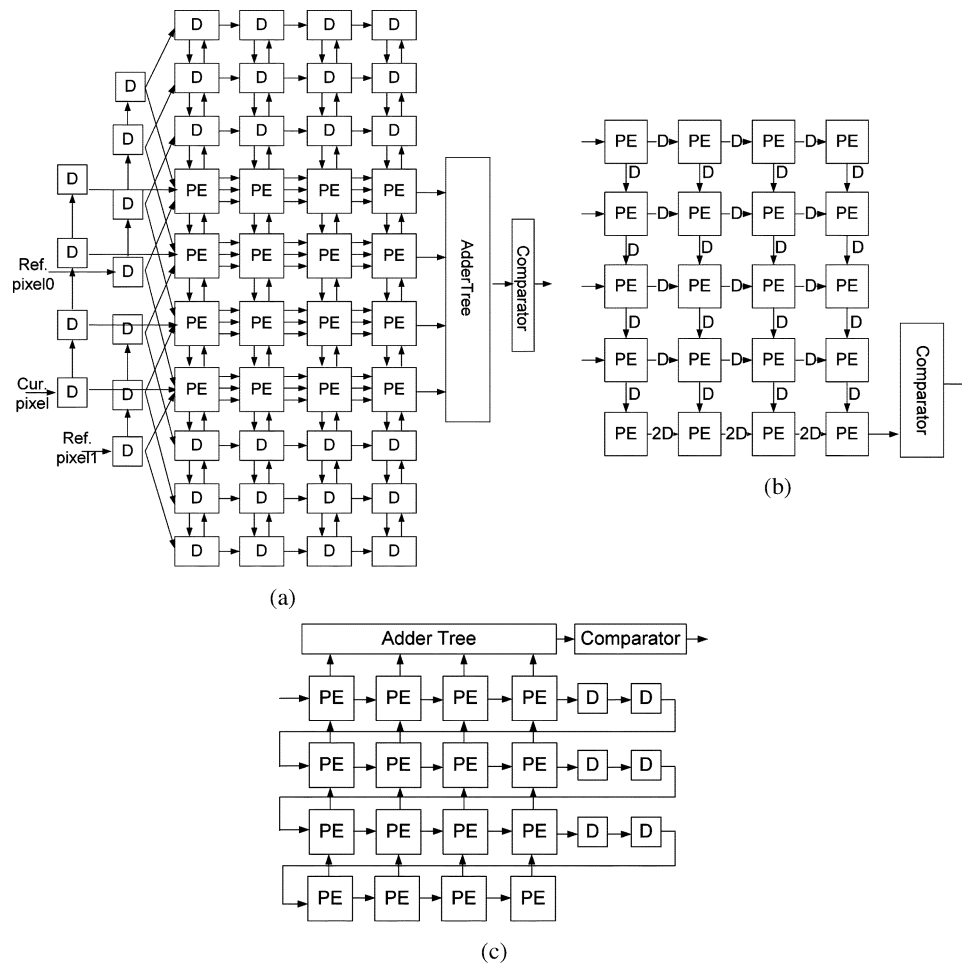 D D D D
D D D D D
D D D D D
D PE PE PE PE
D
D PE PE PE PE
Ref.
pixel0
D
AdderTree
Comparator
D D PE PE PE PE
Cur.
pixel
D D PE PE PE PE
Ref.
pixel1
D D D D D
D D D D
D D D D
(a)
PE D PE D PE D PE
D D D D
PE D PE D PE D PE
D D D D
PE D PE D PE D PE
D D D D
PE D PE D PE D PE
D D D D
PE 2D PE 2D PE 2D PE
Comparator
(b)
Adder Tree Comparator
PE PE PE PE D D
PE PE PE PE D D
PE PE PE PE D D
PE PE PE PE
(c)